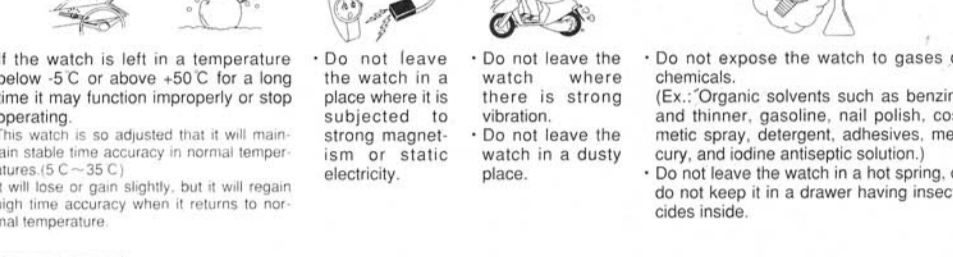 f the watch is left in a temperature
below -5˚C or above +50˚C for a long
time it may function improperly or stop
operating.
This watch is so adjusted that it will main-
tain stable time accuracy in normal temper-
atures.(5 C～35 C)
t will lose or gain slightly, but it will regain
high time accuracy when it returns to nor-
mal temperature.
· Do not leave
the watch in a
place where it is
subjected to
strong magnet-
ism or static
electricity.
· Do not leave the
watch where
there is strong
vibration.
· Do not leave the
watch in a dusty
place.
· Do not expose the watch to gases
chemicals.
(Ex.: Organic solvents such as benzin
and thinner, gasoline, nail polish, cos
metic spray, detergent, adhesives, me
cury, and iodine antiseptic solution.)
· Do not leave the watch in a hot spring,
do not keep it in a drawer having insec
cides inside.